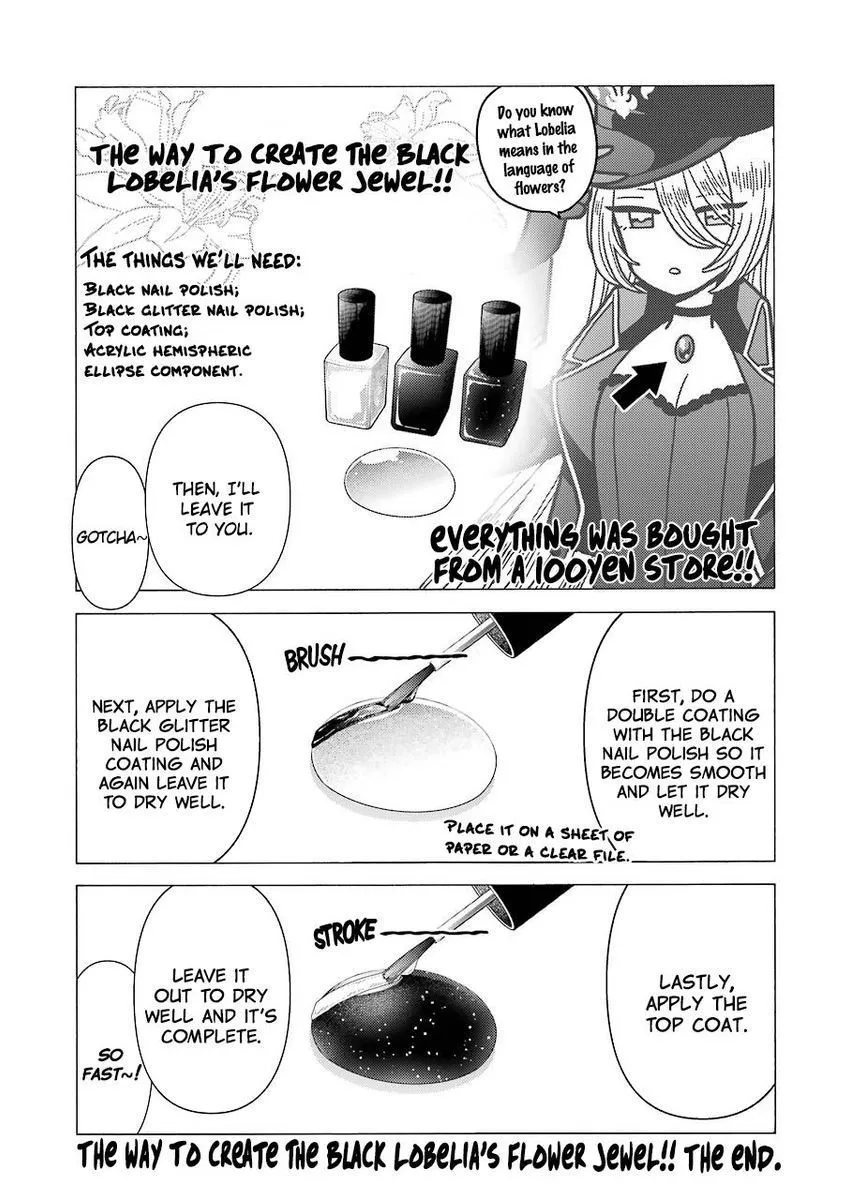 THE WAY TO CREATE THE BLACK
LOBELIA'S FLOWER JEWEL!!
Do you know
what Lobelia
means in the
language of
flowers?
THE THINGS WE'LL NEED:
BLACK NAIL POLISH;
BLACK GLITTER NAIL POLISH;
TOP COATING;
ACRYLIC HEMISPHERIC
ELLIPSE COMPONENT.
THEN, I'LL
LEAVE IT
TO YOU.
GOTCHA~
EVERYTHING WAS BOUGHT
FROM A 100YEN STORE!!
FIRST, DO A
DOUBLE COATING
WITH THE BLACK
NAIL POLISH SO IT
BECOMES SMOOTH
AND LET IT DRY
WELL.
BRUSH
PLACE IT ON A SHEET OF
PAPER OR A CLEAR FILE.
NEXT, APPLY THE
BLACK GLITTER
NAIL POLISH
COATING AND
AGAIN LEAVE IT
TO DRY WELL.
LASTLY,
APPLY THE
TOP COAT.
STROKE
LEAVE IT
OUT TO DRY
WELL AND IT'S
COMPLETE.
SO
FAST~!
THE WAY TO CREATE THE BLACK LOBELIA'S FLOWER JEWEL!! THE END.